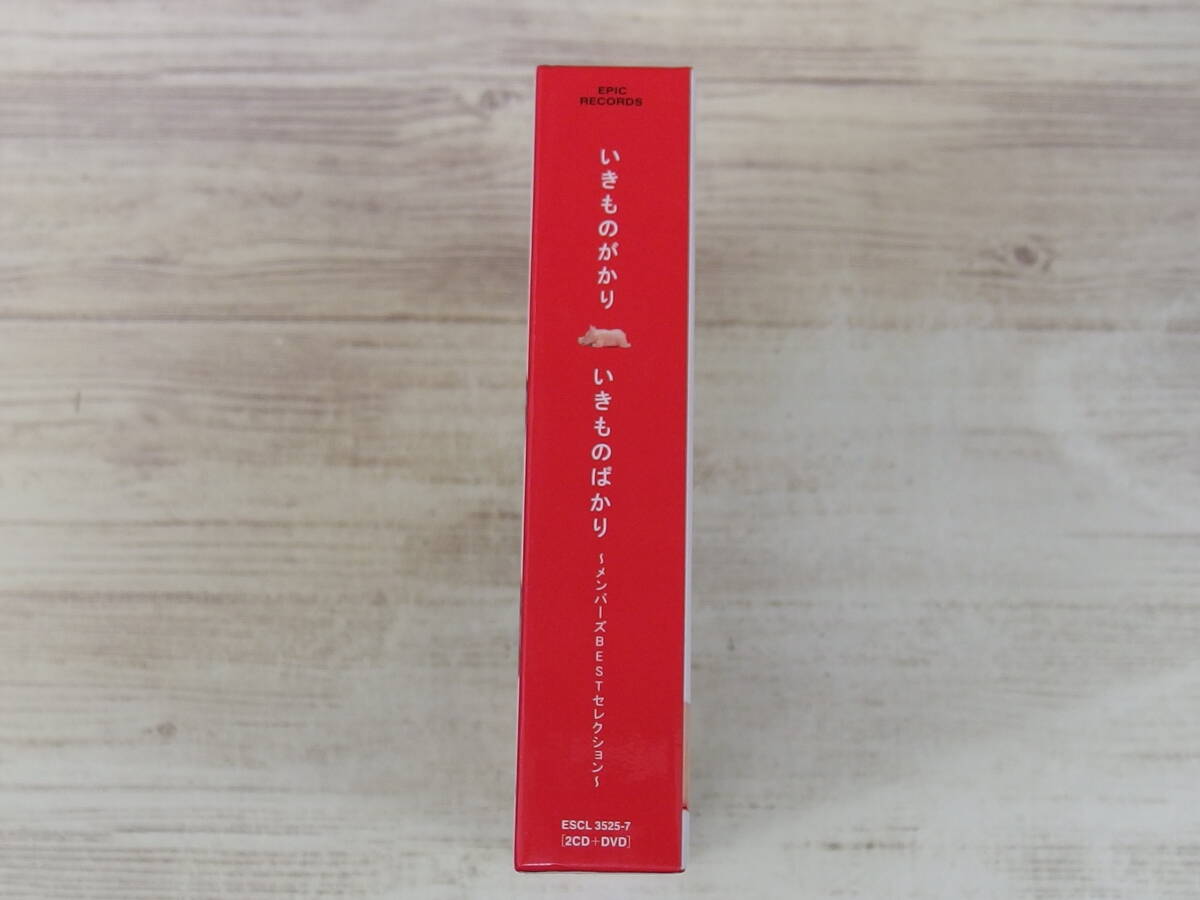 EPIC
RECORDS
いきものがかり
いきものばかり
～メンバーズBESTセレクション～
ESCL 3525-7
[2CD+DVD]